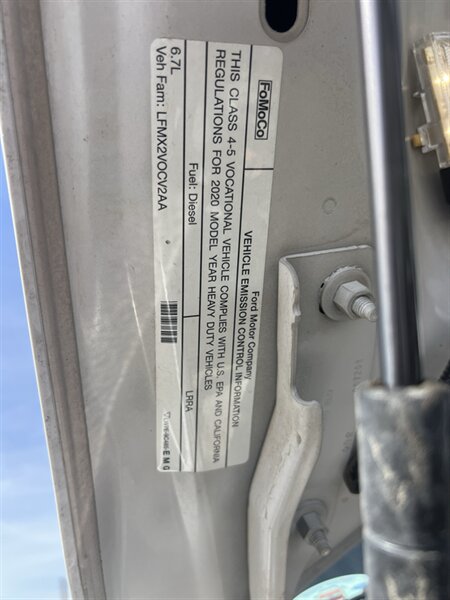 FoMoCo
Ford Motor Company
VEHICLE EMISSION CONTROL INFORMATION
THIS CLASS 4-5 VOCATIONAL VEHICLE COMPLIES WITH U.S. EPA AND CALIFORNIA
REGULATIONS FOR 2020 MODEL YEAR HEAVY DUTY VEHICLES
Fuel: Diesel
LRRA
6.7L
Veh Fam: LFMX2VOCV2AA
E M G